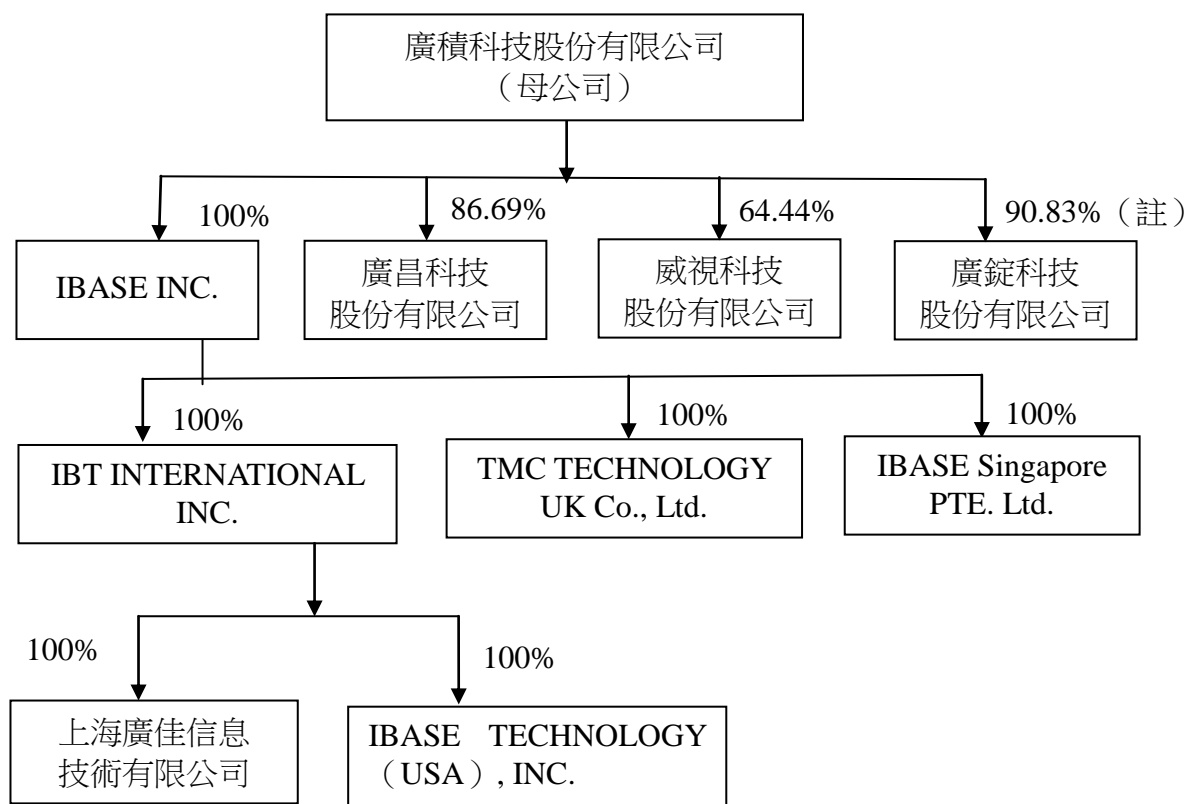 廣積科技股份有限公司
（母公司）
100%
86.69%
64.44%
90.83%（註）
IBASE INC.
廣昌科技
股份有限公司
威視科技
股份有限公司
廣錠科技
股份有限公司
100%
100%
100%
IBT INTERNATIONAL
INC.
TMC TECHNOLOGY
UK Co., Ltd.
IBASE Singapore
PTE. Ltd.
100%
100%
上海廣佳信息
技術有限公司
IBASE TECHNOLOGY
（USA）, INC.